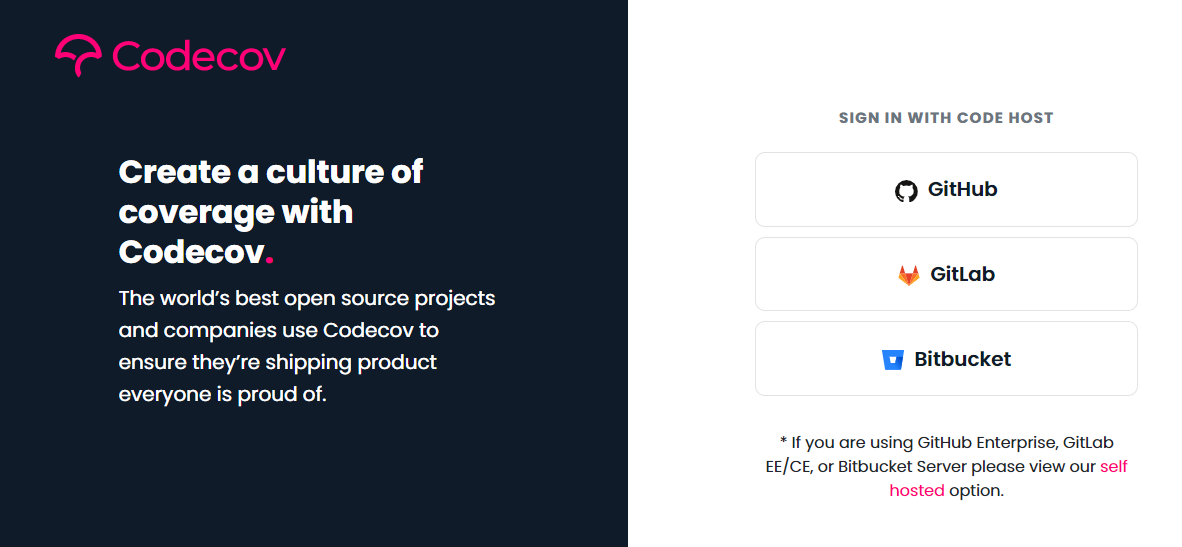 Codecov
Create a culture of
coverage with
Codecov.
The world’s best open source projects
and companies use Codecov to
ensure they’re shipping product
everyone is proud of.
SIGN IN WITH CODE HOST
GitHub
GitLab
Bitbucket
* If you are using GitHub Enterprise, GitLab
EE/CE, or Bitbucket Server please view our self
hosted option.